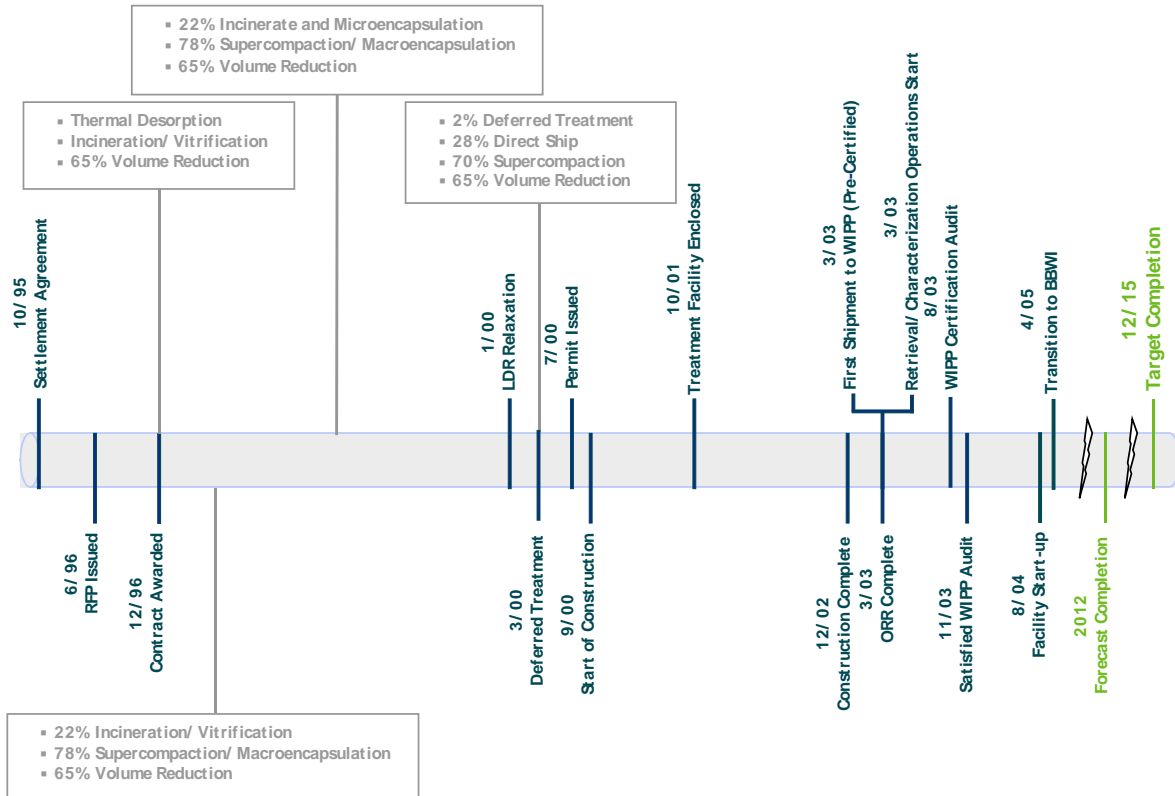 ▪ 22% Incinerate and Microencapsulation
▪ 78% Supercompaction/ Macroencapsulation
▪ 65% Volume Reduction
▪ Thermal Desorption
▪ Incineration/ Vitrification
▪ 65% Volume Reduction
▪ 2% Deferred Treatment
▪ 28% Direct Ship
▪ 70% Supercompaction
▪ 65% Volume Reduction
10/ 95
Settlement Agreement
1/ 00
LDR Relaxation
7/ 00
Permit Issued
10/ 01
Treatment Facility Enclosed
3/ 03
First Shipment to WIPP (Pre-Certified)
3/ 03
Retrieval/ Characterization Operations Start
8/ 03
WIPP Certification Audit
4/ 05
Transition to BBWI
12/ 15
Target Completion
6/ 96
RFP Issued
12/ 96
Contract Awarded
3/ 00
Deferred Treatment
9/ 00
Start of Construction
12/ 02
Construction Complete
3/ 03
ORR Complete
11/ 03
Satisfied WIPP Audit
8/ 04
Facility Start-up
2012
Forecast Completion
▪ 22% Incineration/ Vitrification
▪ 78% Supercompaction/ Macroencapsulation
▪ 65% Volume Reduction